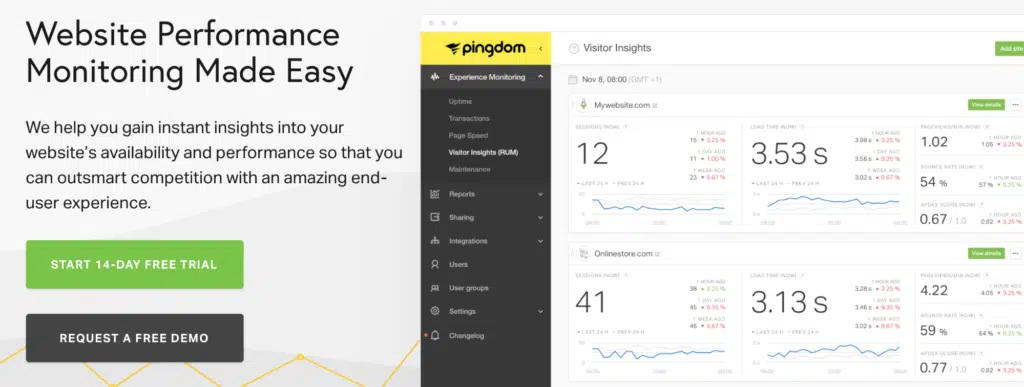 Website Performance
Monitoring Made Easy
We help you gain instant insights into your
website's availability and performance so that you
can outsmart competition with an amazing end-
user experience.
START 14-DAY FREE TRIAL
REQUEST A FREE DEMO
pingdom
Experience Monitoring
Uptime
Transactions
Page Speed
Visitor Insights (RUM)
Maintenance
Reports
Sharing
Integrations
Users
User groups
Settings
Changelog
Visitor Insights
Add site
Nov 8, 08:00 (GMT +1)
Mywebsite.com
View details
SESSIONS (NOW)
12
1 HOUR AGO
15 3.25 %
1 DAY AGO
11 1.00 %
1 WEEK AGO
23 9.67 %
LAST 24 H PREV 24 H
LOAD TIME (NOW)
3.53 s
1 HOUR AGO
3.98 s 3.25 %
1 DAY AGO
3.56 s 9.35 %
1 WEEK AGO
3.02 s 9.67 %
LAST 24 H PREV 24 H
PAGEVIEWS/MIN (NOW)
1.02
1 HOUR AGO
1.05 3.25 %
BOUNCE RATE (NOW)
54 %
1 HOUR AGO
57 % 0.25 %
APDEX SCORE (NOW)
0.67 / 1.0
1 HOUR AGO
0.82 3.25 %
Onlinestore.com
View details
SESSIONS (NOW)
41
1 HOUR AGO
38 3.25 %
1 DAY AGO
45 9.35 %
1 WEEK AGO
46 9.67 %
LAST 24 H PREV 24 H
LOAD TIME (NOW)
3.13 s
1 HOUR AGO
3.28 s 3.25 %
1 DAY AGO
3.46 s 9.35 %
1 WEEK AGO
3.02 s 9.67 %
LAST 24 H PREV 24 H
PAGEVIEWS/MIN (NOW)
4.22
1 HOUR AGO
4.05 3.25 %
BOUNCE RATE (NOW)
59 %
1 HOUR AGO
64 % 0.25 %
APDEX SCORE (NOW)
0.77 / 1.0
1 HOUR AGO
0.82 3.25 %